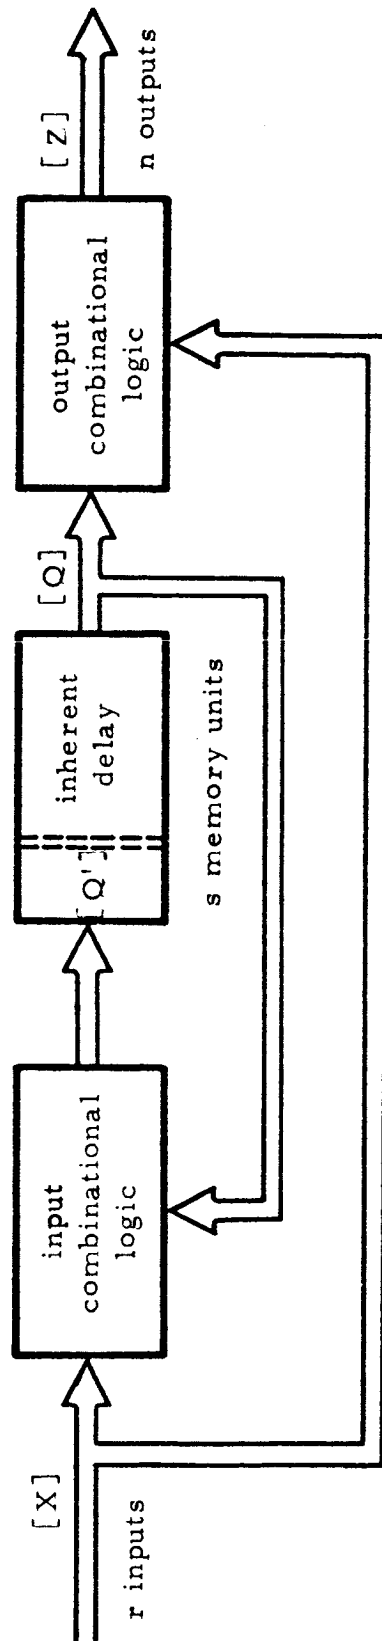 [X]
r inputs
input
combinational
logic
[Q']
inherent
delay
[Q]
s memory units
output
combinational
logic
[Z]
n outputs